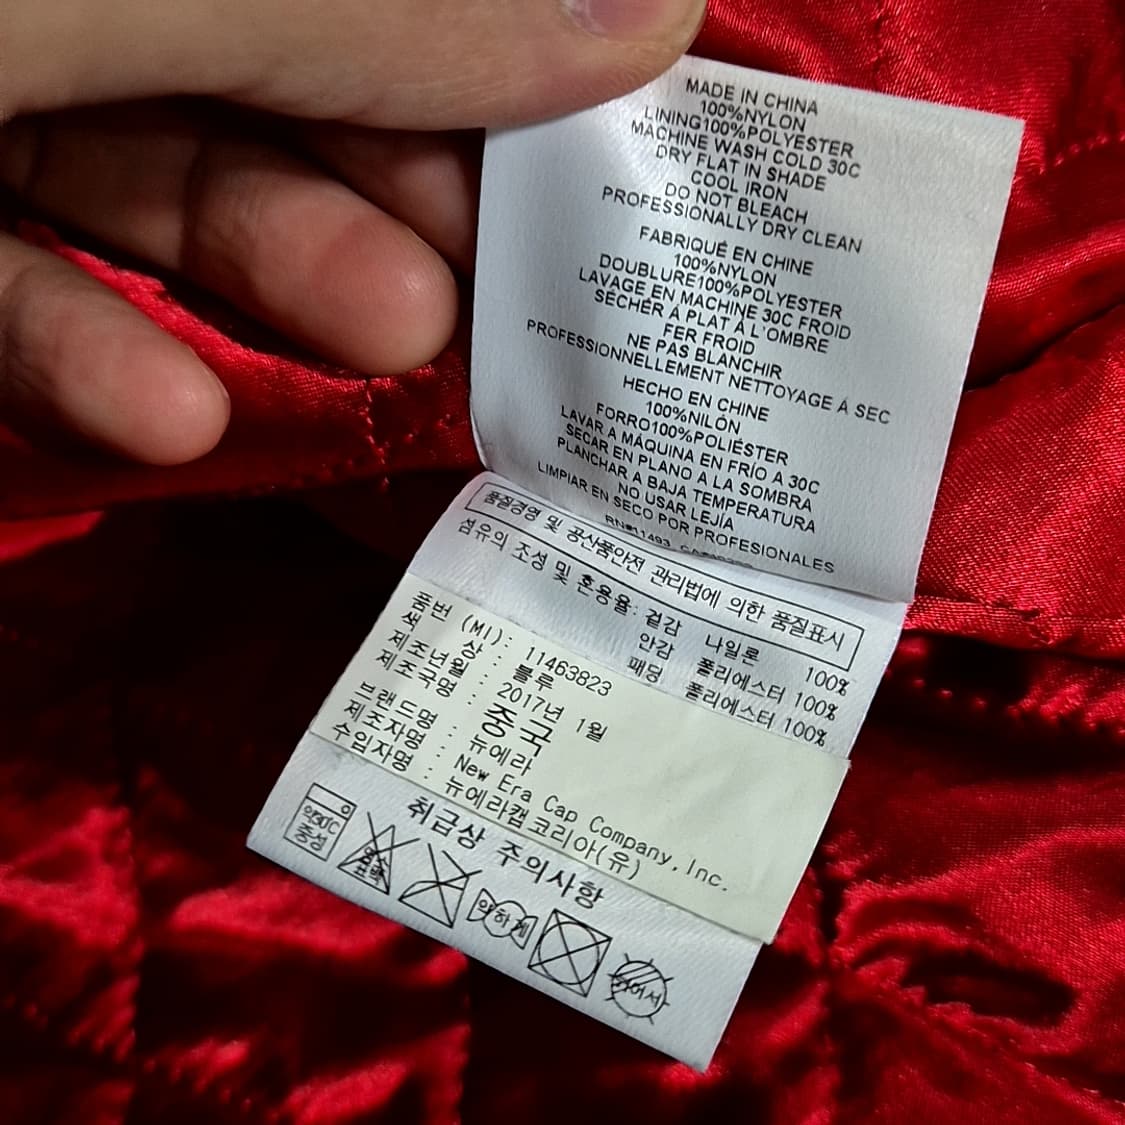 MADE IN CHINA
100%NYLON
LINING100%POLYESTER
MACHINE WASH COLD 30C
DRY FLAT IN SHADE
COOL IRON
DO NOT BLEACH
PROFESSIONALLY DRY CLEAN
FABRIQUÉ EN CHINE
100%NYLON
DOUBLURE100%POLYESTER
LAVAGE EN MACHINE 30C FROID
SÉCHER À PLAT À L'OMBRE
FER FROID
NE PAS BLANCHIR
PROFESSIONNELLEMENT NETTOYAGE À SEC
HECHO EN CHINE
100%NILÓN
FORRO100%POLIÉSTER
LAVAR A MÁQUINA EN FRÍO A 30C
SECAR EN PLANO A LA SOMBRA
PLANCHAR A BAJA TEMPERATURA
NO USAR LEJÍA
LIMPIAR EN SECO POR PROFESIONALES
RN#11493
품질경영 및 공산품안전 관리법에 의한 품질표시
섬유의 조성 및 혼용율: 겉감 나일론 100%
안감 폴리에스터 100%
패딩 폴리에스터 100%
품번 (MI): 11463823
색 상 : 블루
제조년월 : 2017년 1월
제조국명 : 중국
브랜드명 : 뉴에라
제조자명 : New Era Cap Company,Inc.
수입자명 : 뉴에라캡코리아(유)
취급상 주의사항
약30℃
중성
약하게